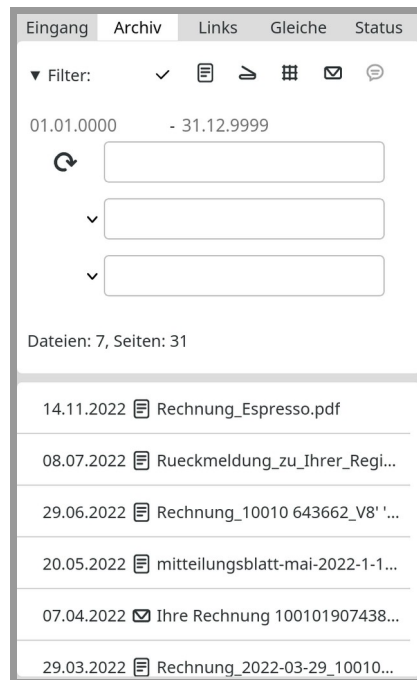 Eingang Archiv Links Gleiche Status
▼ Filter:
01.01.0000 - 31.12.9999
Dateien: 7, Seiten: 31
14.11.2022 Rechnung_Espresso.pdf
08.07.2022 Rueckmeldung_zu_Ihrer_Regi...
29.06.2022 Rechnung_10010 643662_V8' '...
20.05.2022 mitteilungsblatt-mai-2022-1-1...
07.04.2022 Ihre Rechnung 100101907438...
29.03.2022 Rechnung_2022-03-29_10010...